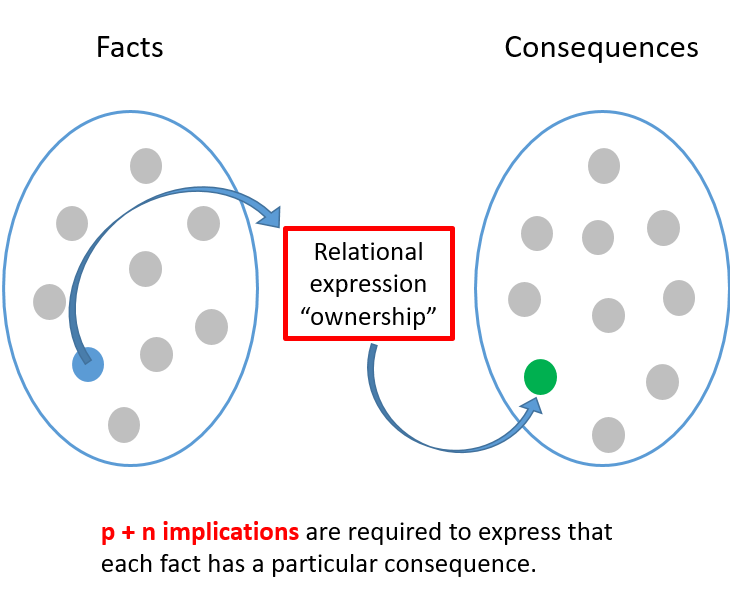 Facts
Consequences
Relational
expression
“ownership”
p + n implications are required to express that
each fact has a particular consequence.